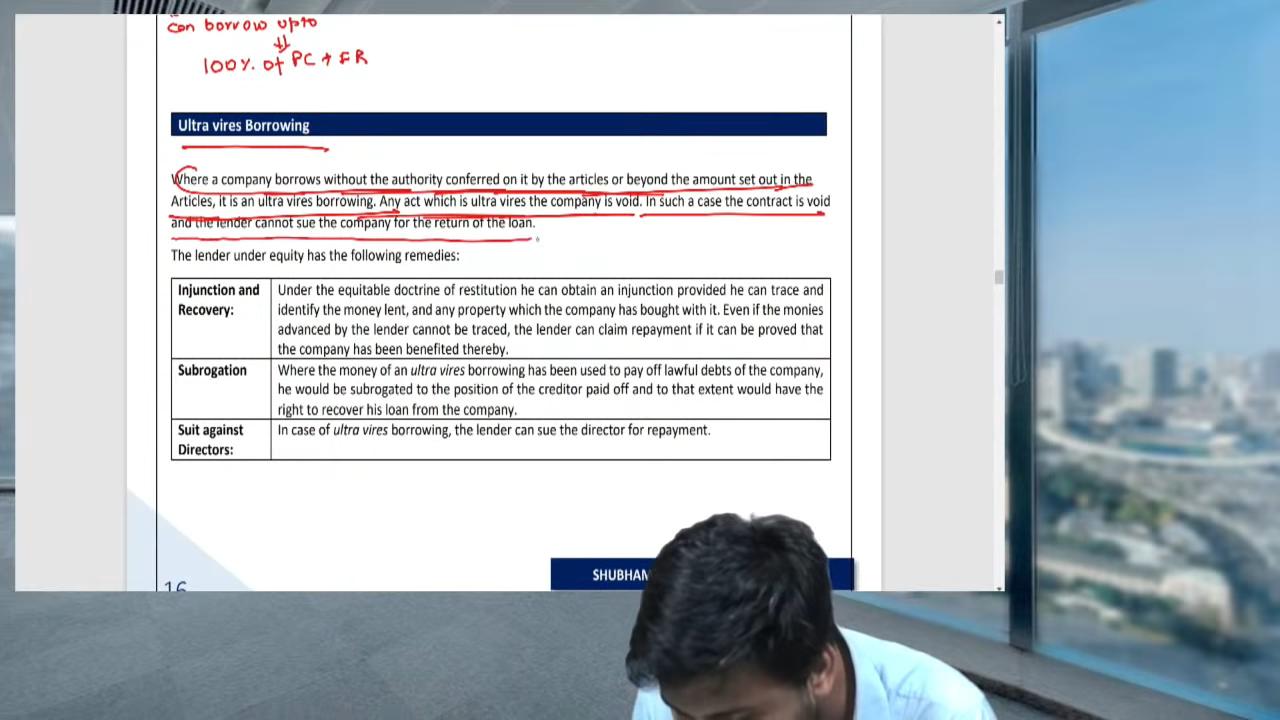 can borrow upto
100% of PC + FR
Ultra vires Borrowing
Where a company borrows without the authority conferred on it by the articles or beyond the amount set out in the
Articles, it is an ultra vires borrowing. Any act which is ultra vires the company is void. In such a case the contract is void
and the lender cannot sue the company for the return of the loan.
The lender under equity has the following remedies:
Injunction and Recovery:
Under the equitable doctrine of restitution he can obtain an injunction provided he can trace and
identify the money lent, and any property which the company has bought with it. Even if the monies
advanced by the lender cannot be traced, the lender can claim repayment if it can be proved that
the company has been benefited thereby.
Subrogation
Where the money of an ultra vires borrowing has been used to pay off lawful debts of the company,
he would be subrogated to the position of the creditor paid off and to that extent would have the
right to recover his loan from the company.
Suit against Directors:
In case of ultra vires borrowing, the lender can sue the director for repayment.
16
SHUBHAN